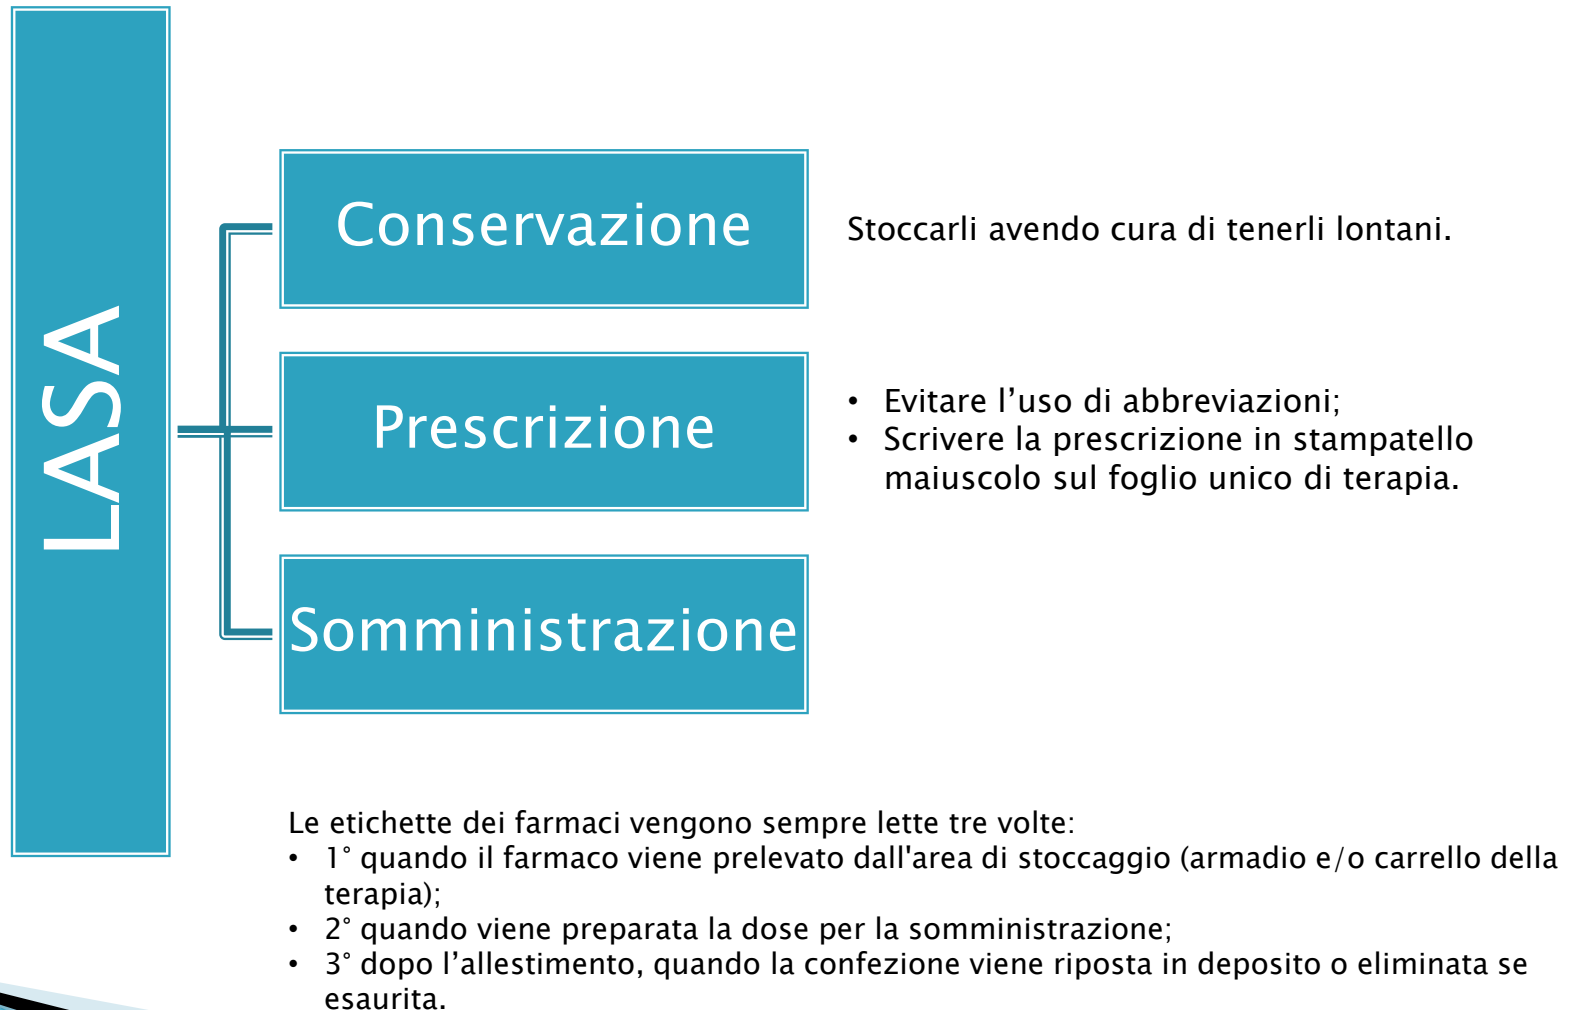 LASA
Conservazione
Stoccarli avendo cura di tenerli lontani.
Prescrizione
• Evitare l’uso di abbreviazioni;
• Scrivere la prescrizione in stampatello
maiuscolo sul foglio unico di terapia.
Somministrazione
Le etichette dei farmaci vengono sempre lette tre volte:
• 1° quando il farmaco viene prelevato dall'area di stoccaggio (armadio e/o carrello della
terapia);
• 2° quando viene preparata la dose per la somministrazione;
• 3° dopo l’allestimento, quando la confezione viene riposta in deposito o eliminata se
esaurita.